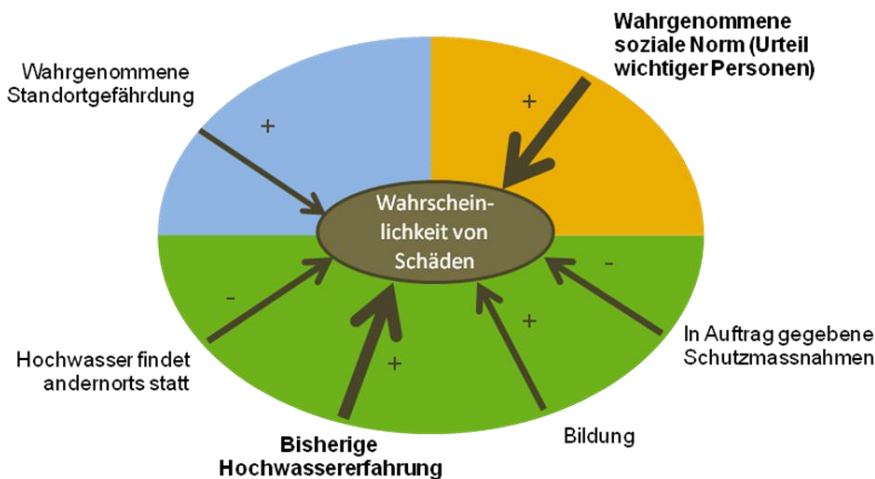 Wahrgenommene
soziale Norm (Urteil
wichtiger Personen)
Wahrgenommene
Standortgefährdung
+
+
Wahrschein-
lichkeit von
Schäden
-
-
+
+
Hochwasser findet
andernorts statt
In Auftrag gegebene
Schutzmassnahmen
Bisherige
Hochwassererfahrung
Bildung